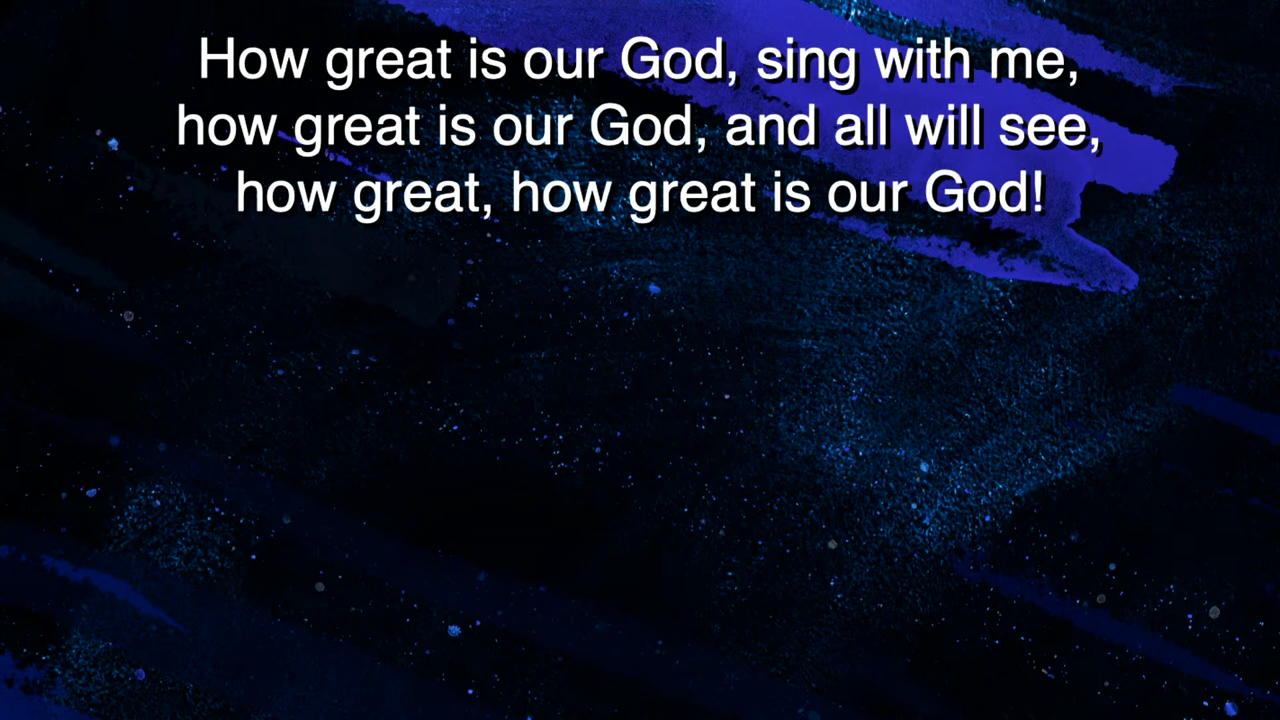 How great is our God, sing with me,
how great is our God, and all will see,
how great, how great is our God!